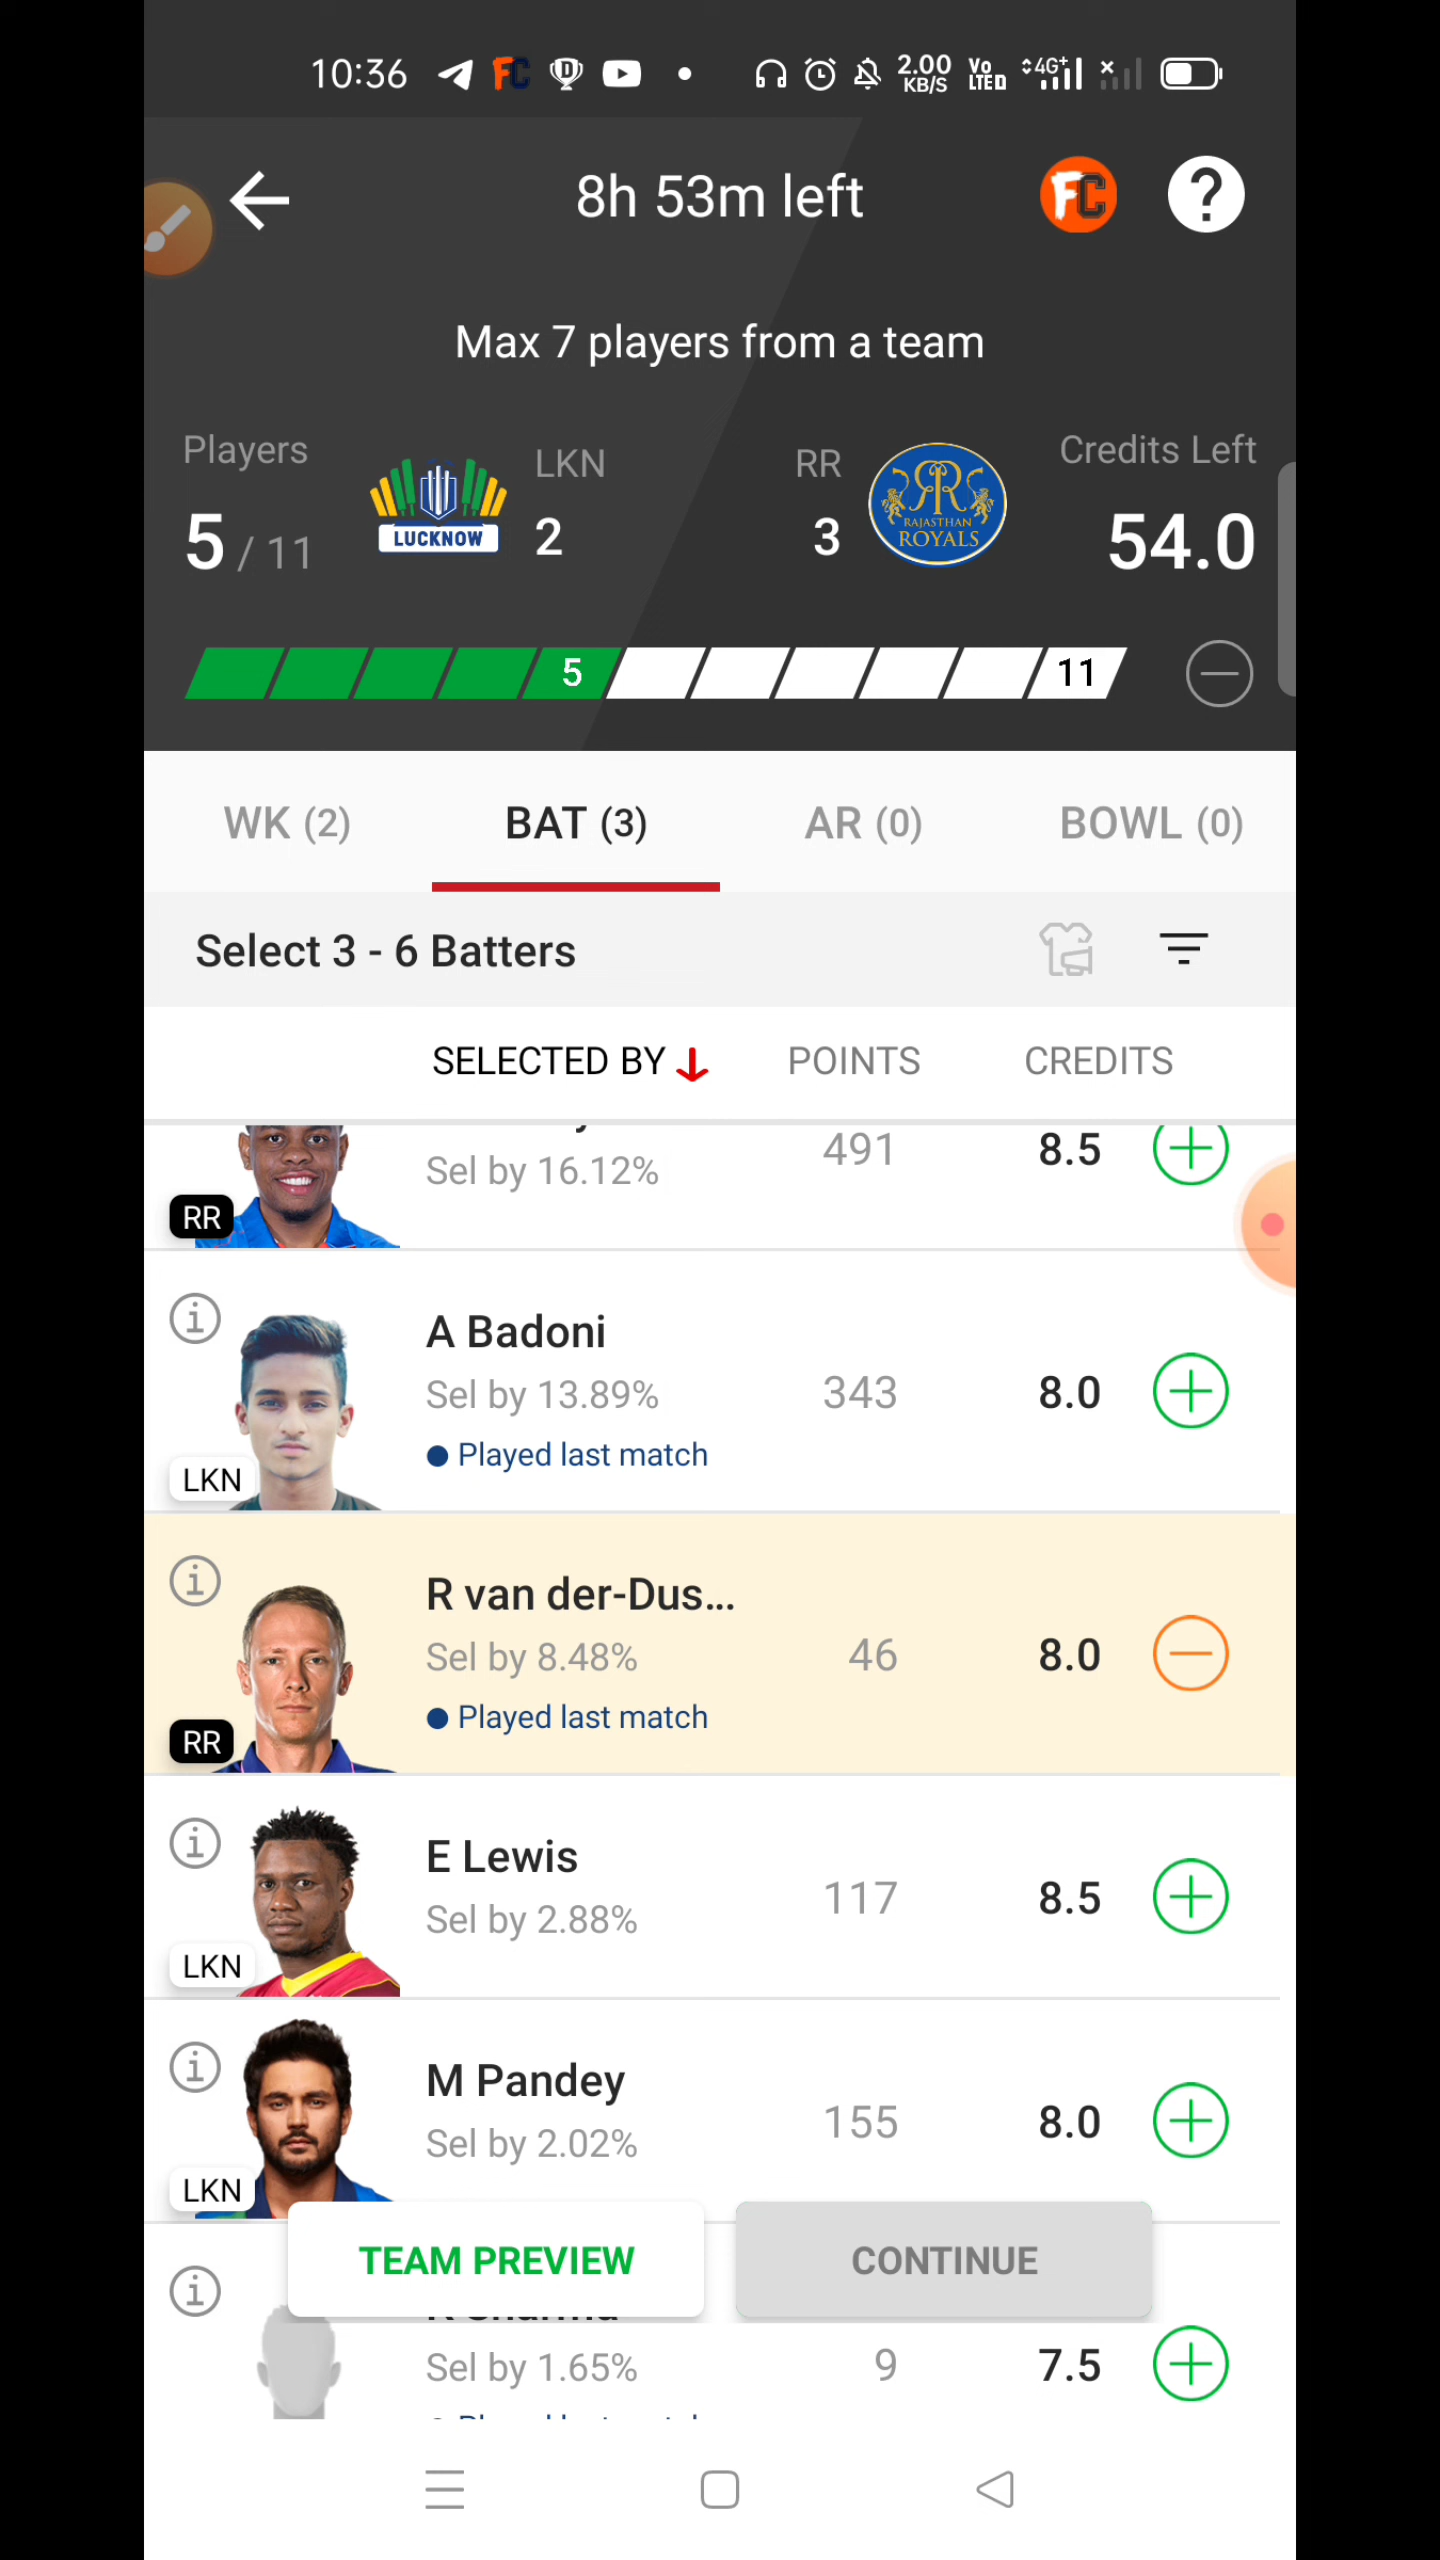 10:36 FC D 2.00 KB/S Vo LTE 4G+
8h 53m left FC ?
Max 7 players from a team
Players LKN RR Credits Left
5 / 11 LUCKNOW 2 3 RAJASTHAN ROYALS 54.0
5 11
WK (2) BAT (3) AR (0) BOWL (0)
Select 3 - 6 Batters
SELECTED BY POINTS CREDITS
Sel by 16.12% 491 8.5
RR
A Badoni
Sel by 13.89% 343 8.0
Played last match
LKN
R van der-Dus...
Sel by 8.48% 46 8.0
Played last match
RR
E Lewis
Sel by 2.88% 117 8.5
LKN
M Pandey
Sel by 2.02% 155 8.0
LKN
TEAM PREVIEW CONTINUE
Sel by 1.65% 9 7.5